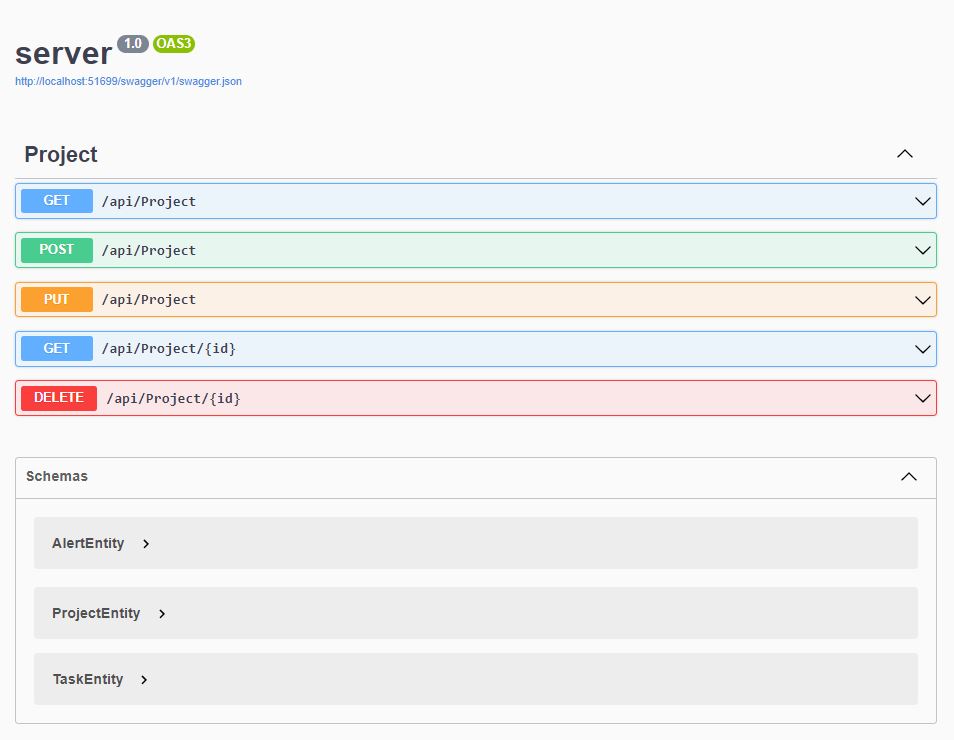 server 1.0 OAS3
http://localhost:51699/swagger/v1/swagger.json
Project
GET /api/Project
POST /api/Project
PUT /api/Project
GET /api/Project/{id}
DELETE /api/Project/{id}
Schemas
AlertEntity
ProjectEntity
TaskEntity